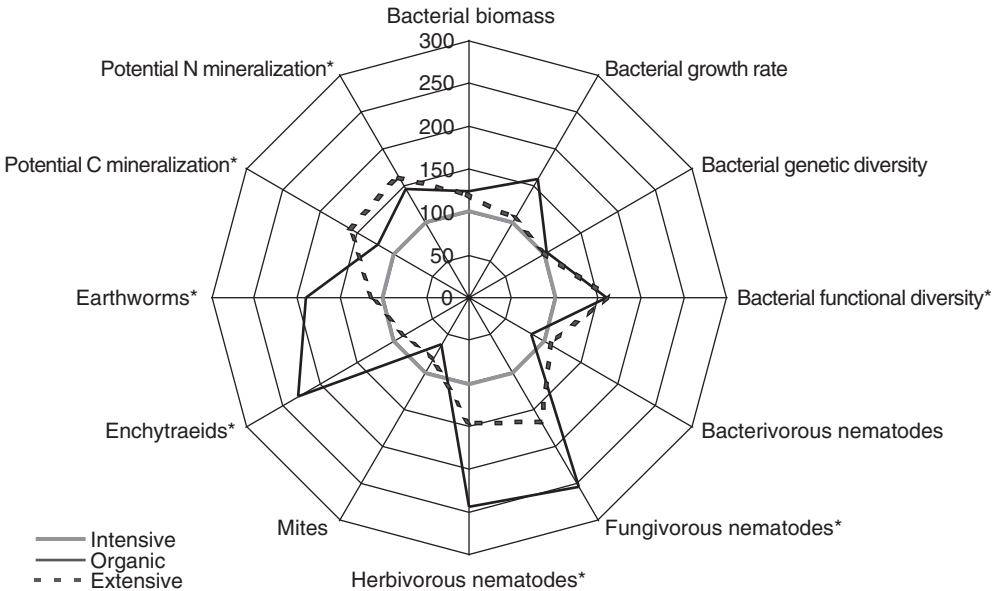 Bacterial biomass
300
Potential N mineralization*
Bacterial growth rate
250
200
Potential C mineralization*
Bacterial genetic diversity
150
100
50
Earthworms*
0
Bacterial functional diversity*
Enchytraeids*
Bacterivorous nematodes
Mites
Fungivorous nematodes*
Herbivorous nematodes*
Intensive
Organic
Extensive